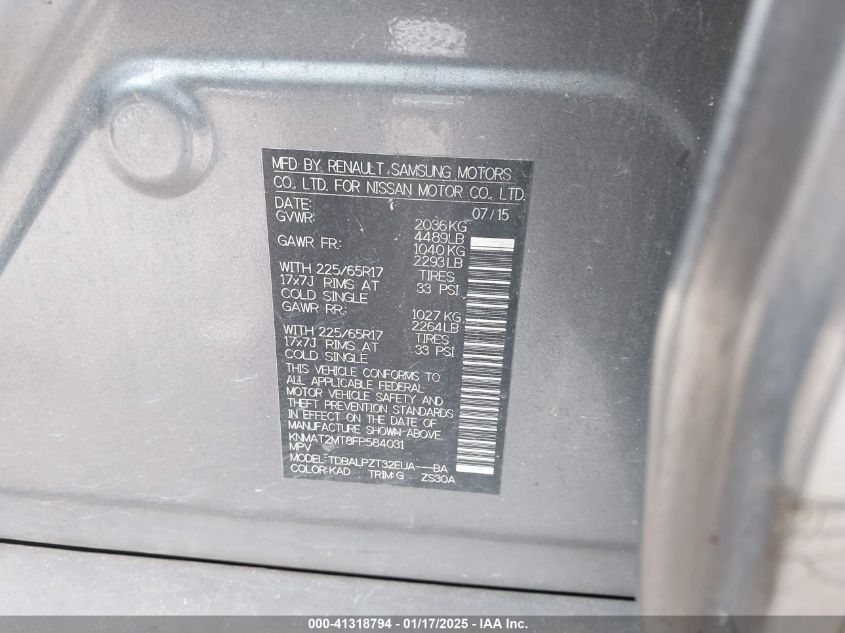 MFD BY RENAULT SAMSUNG MOTORS
CO., LTD. FOR NISSAN MOTOR CO., LTD.
DATE: 07/15
GVWR: 2036KG
4489LB
GAWR FR: 1040 KG
2293LB
WITH 225/65R17 TIRES
17x7J RIMS AT 33 PSI
COLD SINGLE
GAWR RR: 1027 KG
2264LB
WITH 225/65R17 TIRES
17x7J RIMS AT 33 PSI
COLD SINGLE
THIS VEHICLE CONFORMS TO
ALL APPLICABLE FEDERAL
MOTOR VEHICLE SAFETY AND
THEFT PREVENTION STANDARDS
IN EFFECT ON THE DATE OF
MANUFACTURE SHOWN ABOVE.
KNMAT2MT8FP584031
MPV
MODEL:TDBALPZT32EUA---BA
COLOR:KAD TRIM:G ZS30A
000-41318794 - 01/17/2025 - IAA Inc.